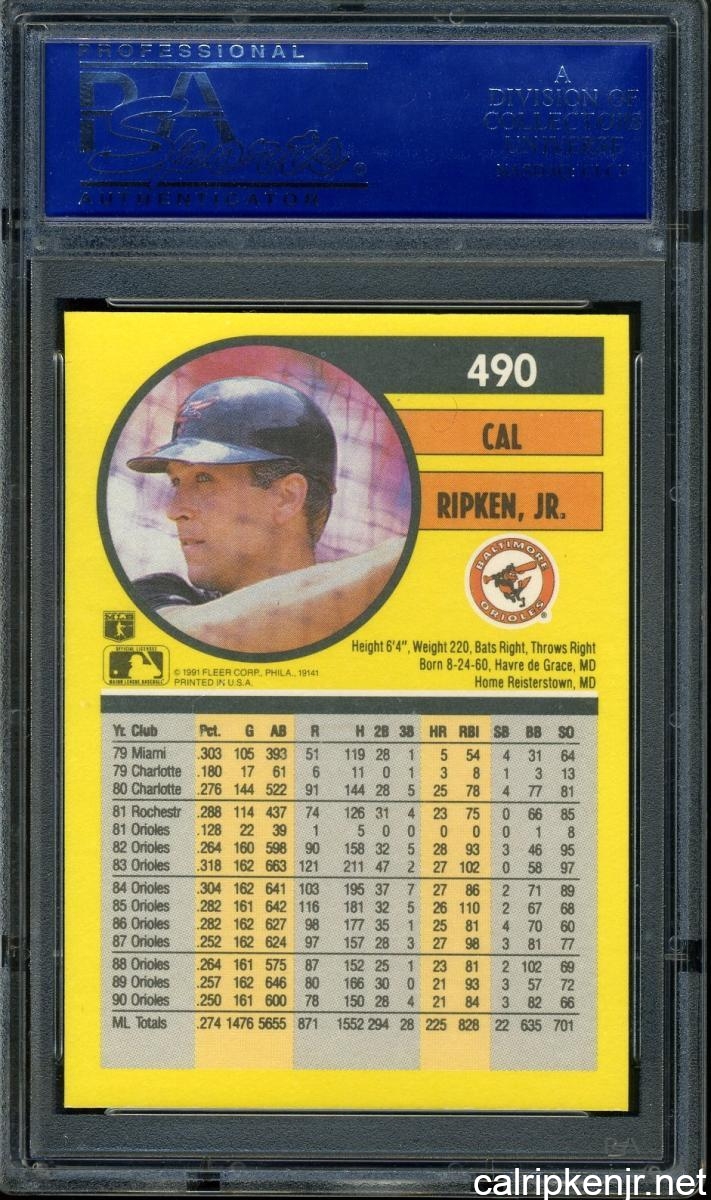 PROFESSIONAL
PSA
Sports
AUTHENTICATOR
A
DIVISION OF
COLLECTORS
UNIVERSE
NASDAQ: CLCT
490
CAL
RIPKEN, JR.
BALTIMORE
ORIOLES
MLB
OFFICIAL LICENSEE
MAJOR LEAGUE BASEBALL
© 1991 FLEER CORP., PHILA., 19141
PRINTED IN U.S.A.
Height 6'4", Weight 220, Bats Right, Throws Right
Born 8-24-60, Havre de Grace, MD
Home Reisterstown, MD
Yr. Club Pct. G AB R H 2B 3B HR RBI SB BB SO
79 Miami .303 105 393 51 119 28 1 5 54 4 31 64
79 Charlotte .180 17 61 6 11 0 1 3 8 1 3 13
80 Charlotte .276 144 522 91 144 28 5 25 78 4 77 81
81 Rochestr .288 114 437 74 126 31 4 23 75 0 66 85
81 Orioles .128 22 39 1 5 0 0 0 0 0 1 8
82 Orioles .264 160 598 90 158 32 5 28 93 3 46 95
83 Orioles .318 162 663 121 211 47 2 27 102 0 58 97
84 Orioles .304 162 641 103 195 37 7 27 86 2 71 89
85 Orioles .282 161 642 116 181 32 5 26 110 2 67 68
86 Orioles .282 162 627 98 177 35 1 25 81 4 70 60
87 Orioles .252 162 624 97 157 28 3 27 98 3 81 77
88 Orioles .264 161 575 87 152 25 1 23 81 2 102 69
89 Orioles .257 162 646 80 166 30 0 21 93 3 57 72
90 Orioles .250 161 600 78 150 28 4 21 84 3 82 66
ML Totals .274 1476 5655 871 1552 294 28 225 828 22 635 701
PSA
calripkenjr.net